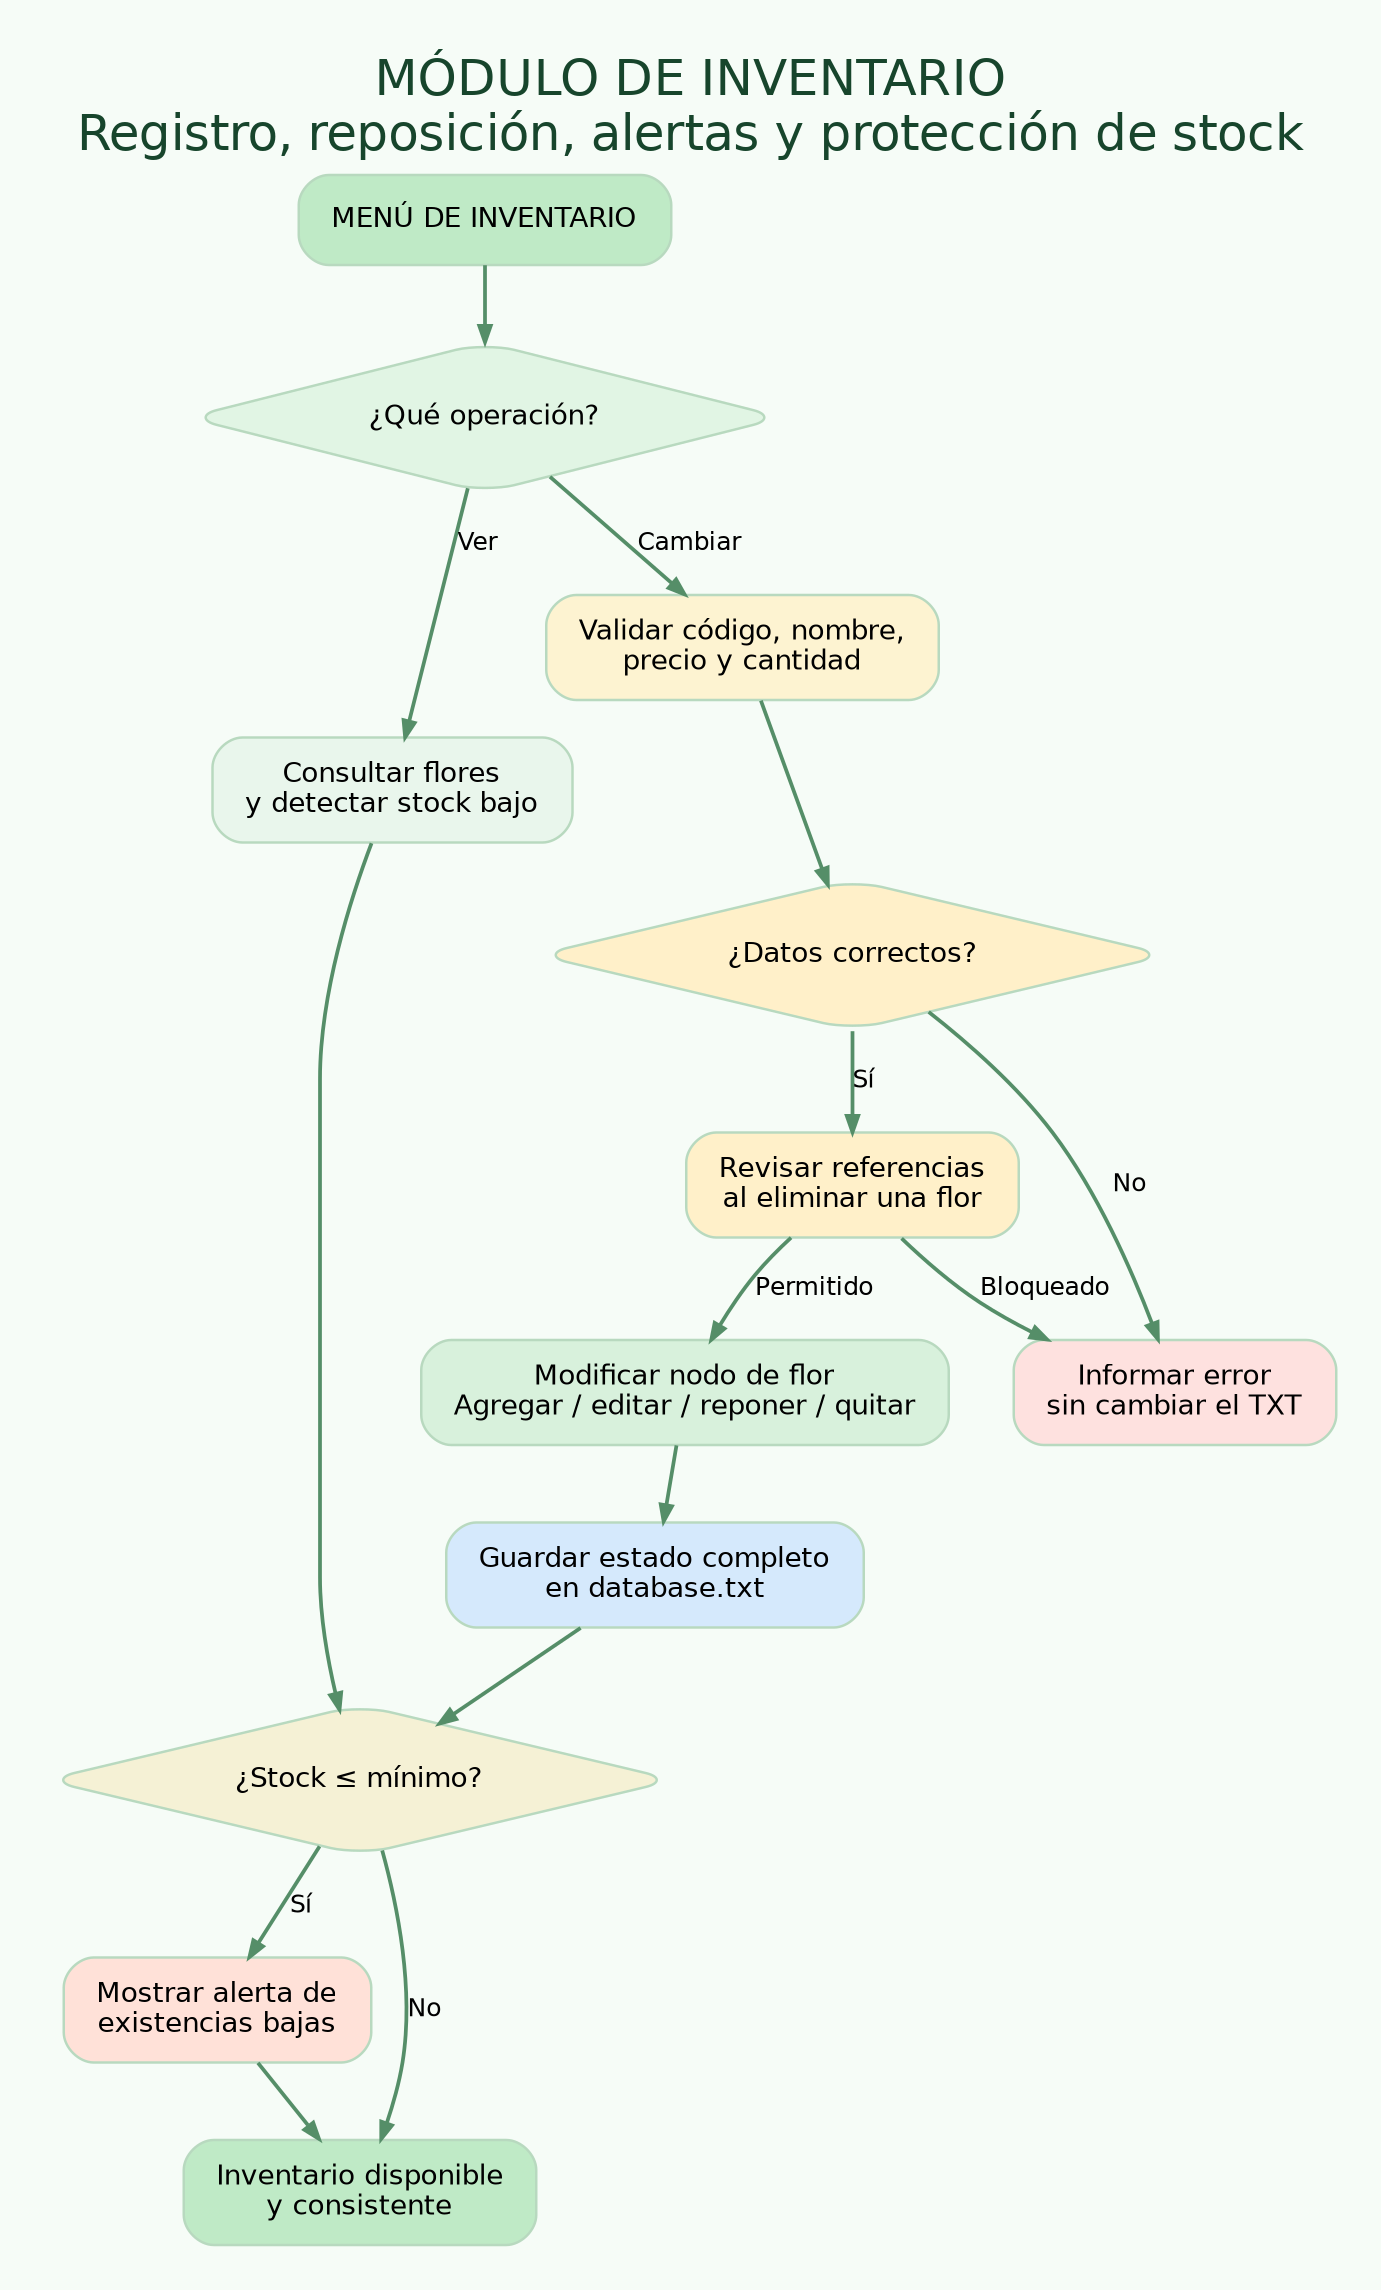 MÓDULO DE INVENTARIO
Registro, reposición, alertas y protección de stock
MENÚ DE INVENTARIO
¿Qué operación?
Ver
Cambiar
Validar código, nombre,
precio y cantidad
Consultar flores
y detectar stock bajo
¿Datos correctos?
Sí
No
Revisar referencias
al eliminar una flor
Permitido
Bloqueado
Modificar nodo de flor
Agregar / editar / reponer / quitar
Informar error
sin cambiar el TXT
Guardar estado completo
en database.txt
¿Stock ≤ mínimo?
Sí
No
Mostrar alerta de
existencias bajas
Inventario disponible
y consistente